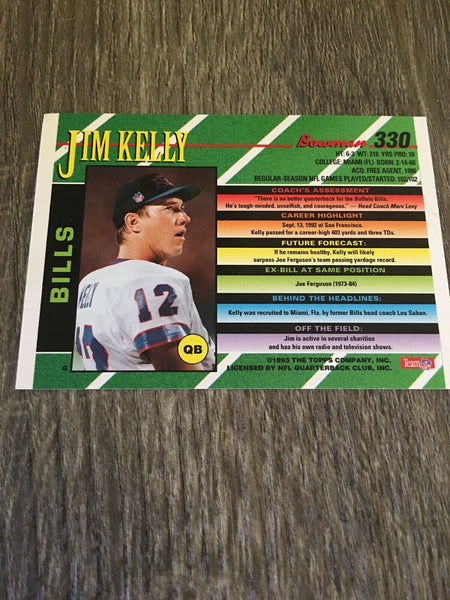 JIM KELLY
Bowman 330
HT: 6-3 WT: 218 YRS PRO: 10
COLLEGE: MIAMI (FL) BORN: 2-14-60
ACQ: FREE AGENT, 1986
REGULAR-SEASON NFL GAMES PLAYED/STARTED: 102/102
COACH'S ASSESSMENT
"There is no better quarterback for the Buffalo Bills.
He's tough-minded, unselfish, and courageous." — Head Coach Marv Levy
CAREER HIGHLIGHT
Sept. 13, 1992 at San Francisco.
Kelly passed for a career-high 403 yards and three TDs.
FUTURE FORECAST:
If he remains healthy, Kelly will likely
surpass Joe Ferguson's team passing yardage record.
EX-BILL AT SAME POSITION
Joe Ferguson (1973-84)
BEHIND THE HEADLINES:
Kelly was recruited to Miami, Fla. by former Bills head coach Lou Saban.
OFF THE FIELD:
Jim is active in several charities
and has his own radio and television shows.
BILLS
KELLY
12
12
QB
G
©1993 THE TOPPS COMPANY, INC.
LICENSED BY NFL QUARTERBACK CLUB, INC.
Team NFL